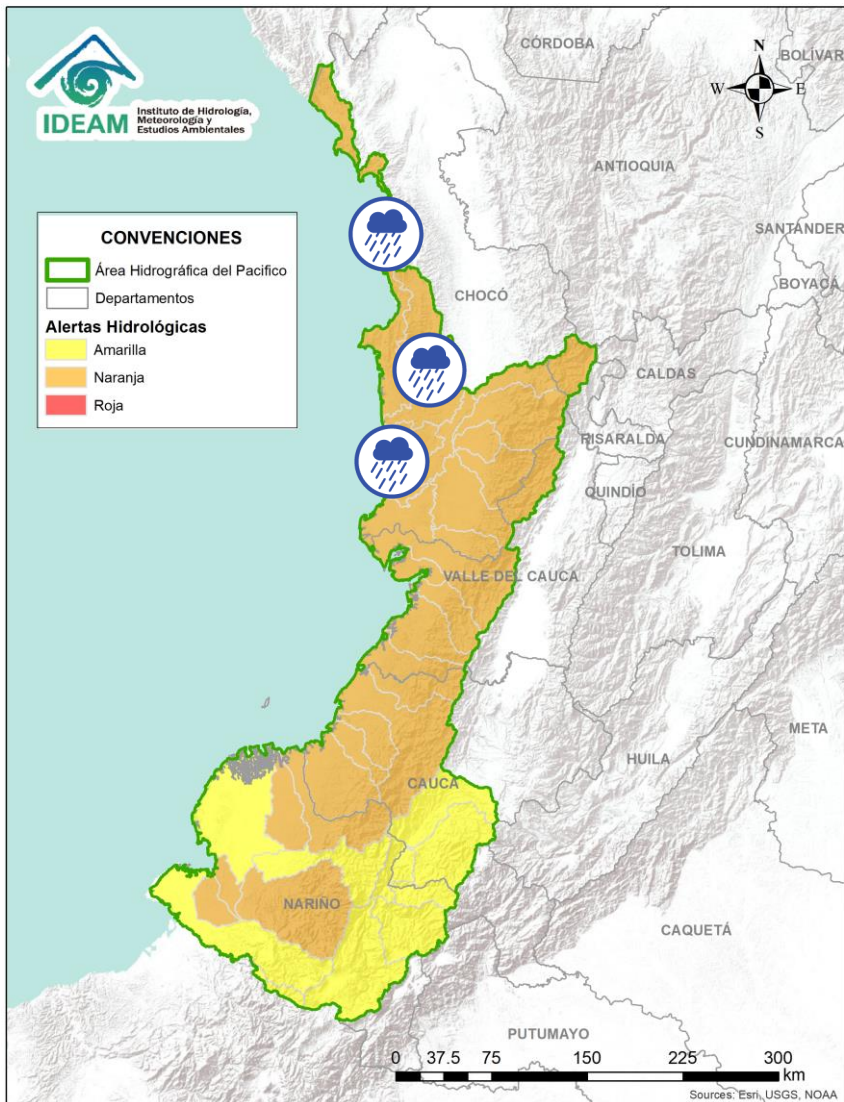 IDEAM
Instituto de Hidrología,
Meteorología y
Estudios Ambientales
CÓRDOBA
BOLÍVAR
N
W
E
S
ANTIOQUIA
SANTANDER
BOYACÁ
CONVENCIONES
Área Hidrográfica del Pacifico
Departamentos
Alertas Hidrológicas
Amarilla
Naranja
Roja
CHOCÓ
CALDAS
RISARALDA
CUNDINAMARCA
QUINDÍO
TOLIMA
VALLE DEL CAUCA
META
HUILA
CAUCA
NARIÑO
CAQUETÁ
PUTUMAYO
0 37.5 75 150 225 300
km
Sources: Esri, USGS, NOAA